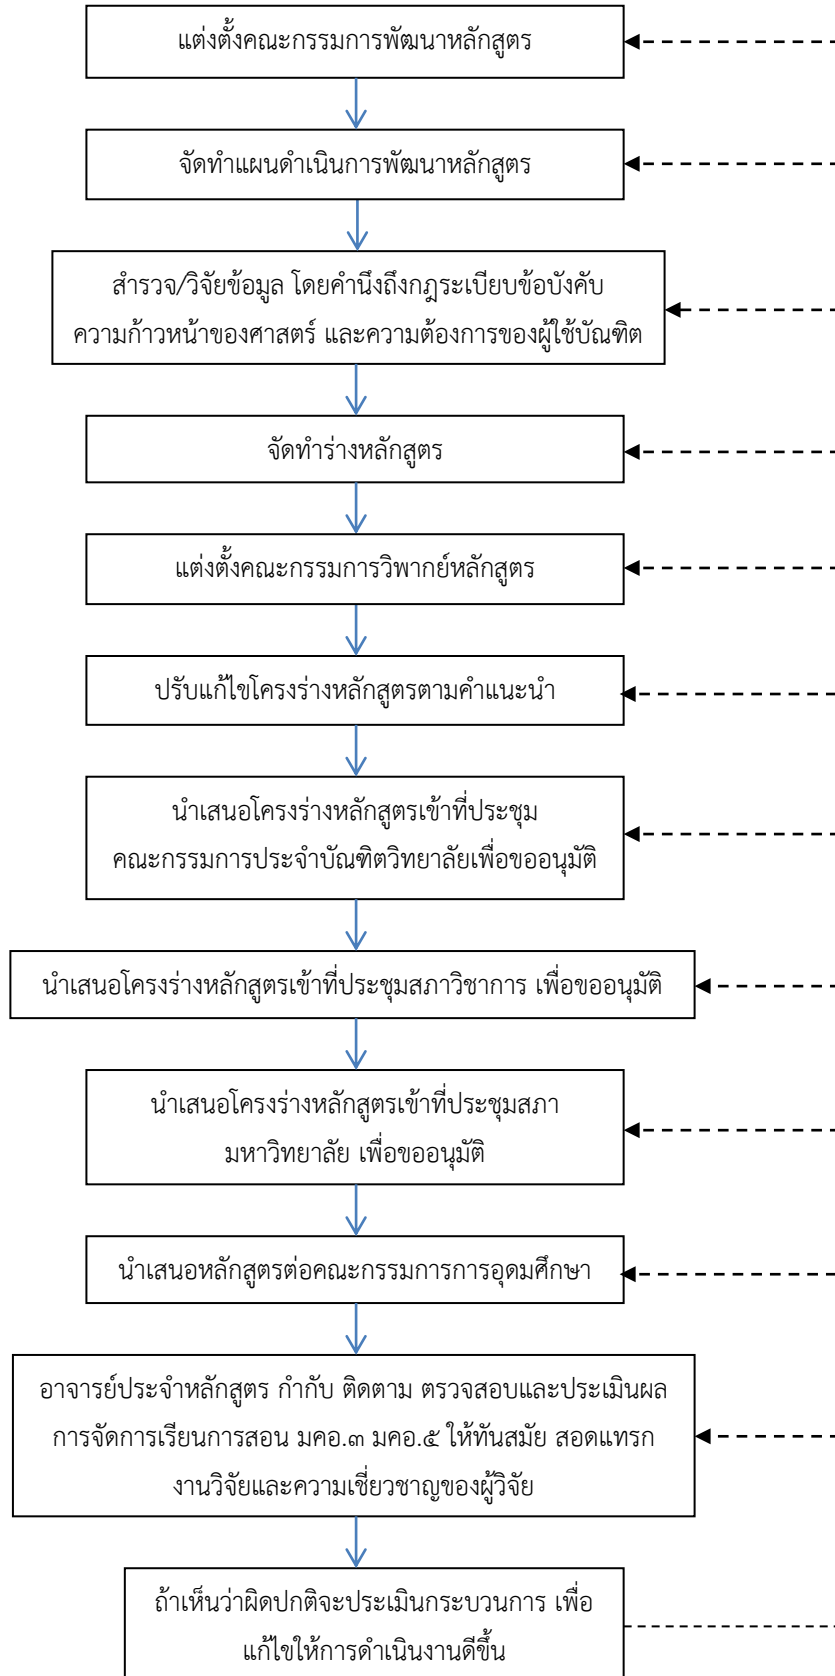 แต่งตั้งคณะกรรมการพัฒนาหลักสูตร
จัดทำแผนดำเนินการพัฒนาหลักสูตร
สำรวจ/วิจัยข้อมูล โดยคำนึงถึงกฎระเบียบข้อบังคับ
ความก้าวหน้าของศาสตร์ และความต้องการของผู้ใช้บัณฑิต
จัดทำร่างหลักสูตร
แต่งตั้งคณะกรรมการวิพากย์หลักสูตร
ปรับแก้ไขโครงร่างหลักสูตรตามคำแนะนำ
นำเสนอโครงร่างหลักสูตรเข้าที่ประชุม
คณะกรรมการประจำบัณฑิตวิทยาลัยเพื่อขออนุมัติ
นำเสนอโครงร่างหลักสูตรเข้าที่ประชุมสภาวิชาการ เพื่อขออนุมัติ
นำเสนอโครงร่างหลักสูตรเข้าที่ประชุมสภา
มหาวิทยาลัย เพื่อขออนุมัติ
นำเสนอหลักสูตรต่อคณะกรรมการการอุดมศึกษา
อาจารย์ประจำหลักสูตร กำกับ ติดตาม ตรวจสอบและประเมินผล
การจัดการเรียนการสอน มคอ.๓ มคอ.๕ ให้ทันสมัย สอดแทรก
งานวิจัยและความเชี่ยวชาญของผู้วิจัย
ถ้าเห็นว่าผิดปกติจะประเมินกระบวนการ เพื่อ
แก้ไขให้การดำเนินงานดีขึ้น